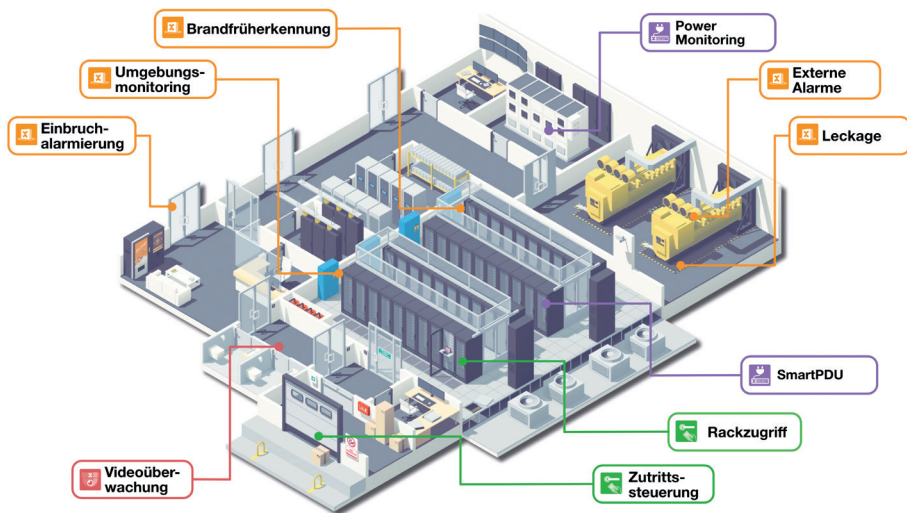 Brandfrüherkennung
Power
Monitoring
Umgebungs-
monitoring
Externe
Alarme
Einbruch-
alarmierung
Leckage
SmartPDU
Rackzugriff
Videoüber-
wachung
Zutritts-
steuerung